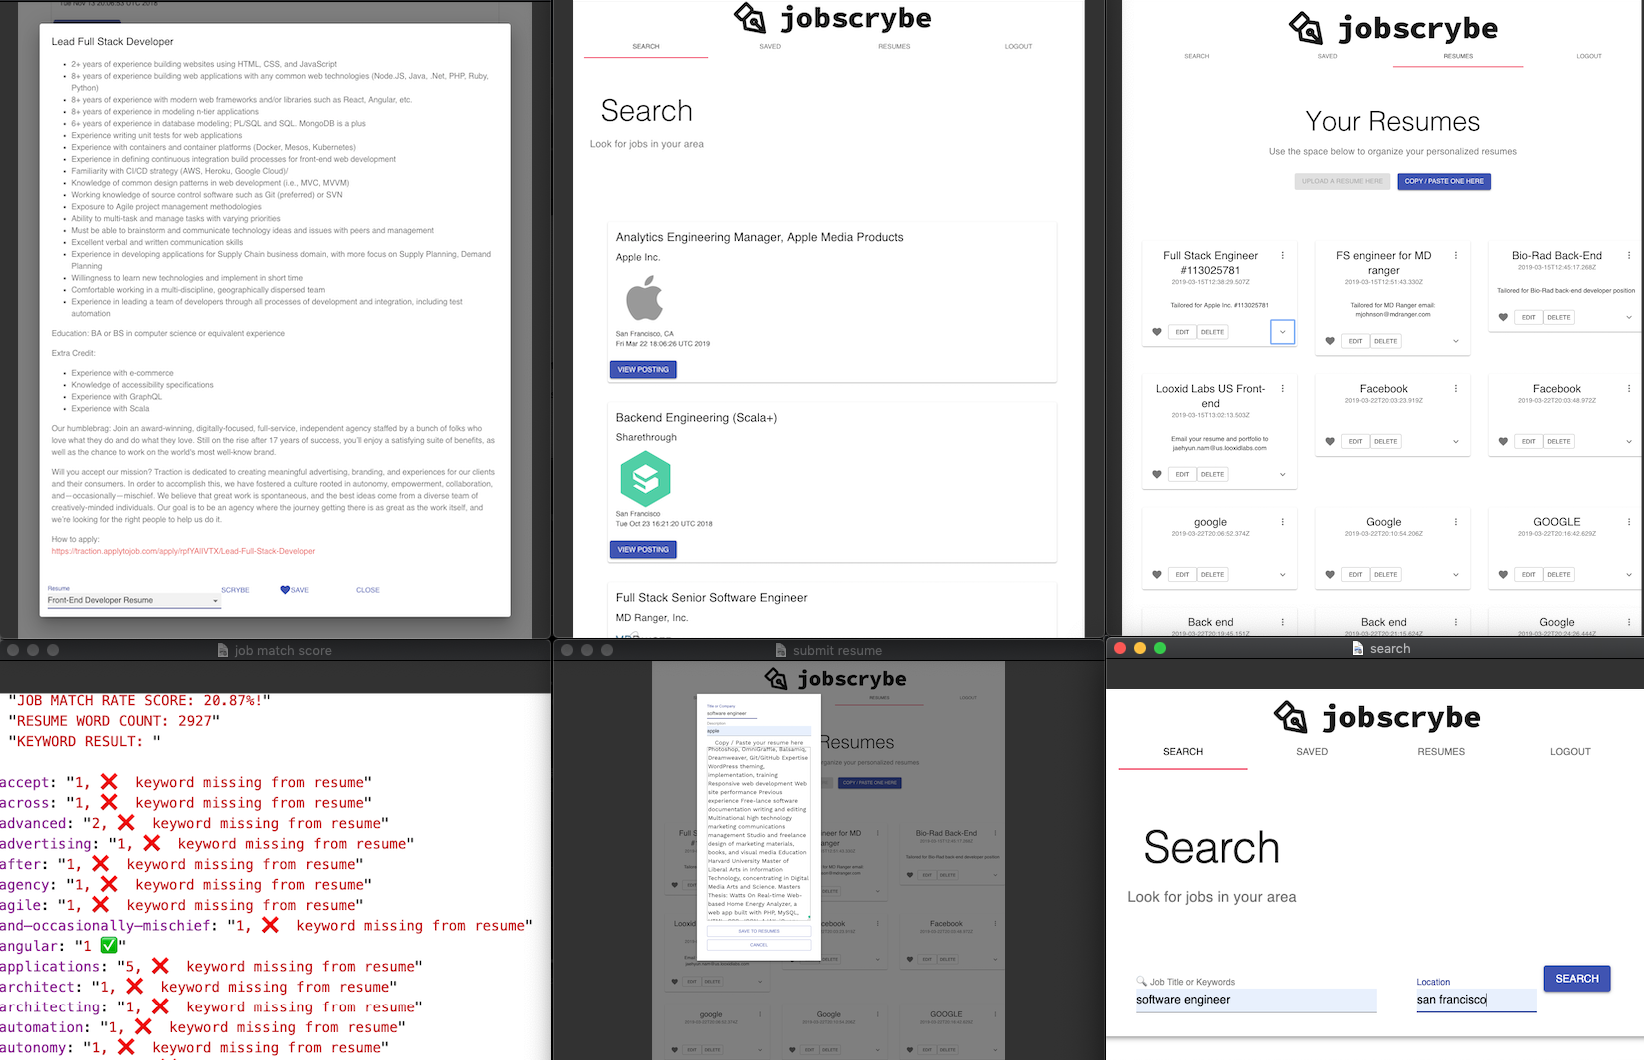 Lead Full Stack Developer
2+ years of experience building websites using HTML, CSS, and JavaScript
8+ years of experience building web applications with any common web technologies (Node.JS, Java, .Net, PHP, Ruby,
Python)
8+ years of experience with modern web frameworks and/or libraries such as React, Angular, etc.
8+ years of experience in modeling n-tier applications
6+ years of experience in database modeling; PL/SQL and SQL. MongoDB is a plus
Experience writing unit tests for web applications
Experience with containers and container platforms (Docker, Mesos, Kubernetes)
Experience in defining continuous integration build processes for front-end web development
Familiarity with CI/CD strategy (AWS, Heroku, Google Cloud)/
Knowledge of common design patterns in web development (i.e., MVC, MVVM)
Working knowledge of source control software such as Git (preferred) or SVN
Exposure to Agile project management methodologies
Ability to multi-task and manage tasks with varying priorities
Must be able to brainstorm and communicate technology ideas and issues with peers and management
Excellent verbal and written communication skills
Experience in developing applications for Supply Chain business domain, with more focus on Supply Planning, Demand
Planning
Willingness to learn new technologies and implement in short time
Comfortable working in a multi-discipline, geographically dispersed team
Experience in leading a team of developers through all processes of development and integration, including test
automation
Education: BA or BS in computer science or equivalent experience
Extra Credit:
Experience with e-commerce
Knowledge of accessibility specifications
Experience with GraphQL
Experience with Scala
Our humblebrag: Join an award-winning, digitally-focused, full-service, independent agency staffed by a bunch of folks who
love what they do and do what they love. Still on the rise after 17 years of success, you'll enjoy a satisfying suite of benefits, as
well as the chance to work on the world's most well-know brand.
Will you accept our mission? Traction is dedicated to creating meaningful advertising, branding, and experiences for our clients
and their consumers. In order to accomplish this, we have fostered a culture rooted in autonomy, empowerment, collaboration,
and—occasionally—mischief. We believe that great work is spontaneous, and the best ideas come from a diverse team of
creatively-minded individuals. Our goal is to be an agency where the journey getting there is as great as the work itself, and
we're looking for the right people to help us do it.
How to apply:
https://traction.applytojob.com/apply/rpfYAlIVTX/Lead-Full-Stack-Developer
Resume
Front-End Developer Resume
SCRYBE
SAVE
CLOSE
jobscrybe
SEARCH SAVED RESUMES LOGOUT
Search
Look for jobs in your area
Analytics Engineering Manager, Apple Media Products
Apple Inc.
San Francisco, CA
Fri Mar 22 18:06:26 UTC 2019
VIEW POSTING
Backend Engineering (Scala+)
Sharethrough
San Francisco
Tue Oct 23 16:21:20 UTC 2018
VIEW POSTING
Full Stack Senior Software Engineer
MD Ranger, Inc.
jobscrybe
SEARCH SAVED RESUMES LOGOUT
Your Resumes
Use the space below to organize your personalized resumes
UPLOAD A RESUME HERE COPY / PASTE ONE HERE
Full Stack Engineer
#113025781
2019-03-15T12:38:29.507Z
Tailored for Apple Inc. #113025781
EDIT DELETE
FS engineer for MD
ranger
2019-03-15T12:51:43.330Z
Tailored for MD Ranger email:
mjohnson@mdranger.com
EDIT DELETE
Bio-Rad Back-End
2019-03-15T12:45:17.268Z
Tailored for Bio-Rad back-end developer position
EDIT DELETE
Looxid Labs US Front-
end
2019-03-15T13:02:13.503Z
Email your resume and portfolio to
jaehyun.nam@us.looxidlabs.com
EDIT DELETE
Facebook
2019-03-22T20:03:23.919Z
EDIT DELETE
Facebook
2019-03-22T20:03:48.972Z
EDIT DELETE
google
2019-03-22T20:06:52.374Z
EDIT DELETE
Google
2019-03-22T20:10:54.206Z
EDIT DELETE
GOOGLE
2019-03-22T20:16:42.629Z
EDIT DELETE
Back end
2019-03-22T20:19:45.151Z
Back end
2019-03-22T20:21:15.624Z
Google
2019-03-22T20:24:26.444Z
job match score
"JOB MATCH RATE SCORE: 20.87%!"
"RESUME WORD COUNT: 2927"
"KEYWORD RESULT: "
accept: "1, ❌ keyword missing from resume"
across: "1, ❌ keyword missing from resume"
advanced: "2, ❌ keyword missing from resume"
advertising: "1, ❌ keyword missing from resume"
after: "1, ❌ keyword missing from resume"
agency: "1, ❌ keyword missing from resume"
agile: "1, ❌ keyword missing from resume"
and—occasionally—mischief: "1, ❌ keyword missing from resume"
angular: "1 ✅"
applications: "5, ❌ keyword missing from resume"
architect: "1, ❌ keyword missing from resume"
architecting: "1, ❌ keyword missing from resume"
automation: "1, ❌ keyword missing from resume"
autonomy: "1, ❌ keyword missing from resume"
submit resume
jobscrybe
RESUMES LOGOUT
Resumes
organize your personalized resumes
COPY / PASTE ONE HERE
Title or Company
software engineer
Description
apple
Copy / Paste your resume here
Photoshop, OmniGraffle, Balsamiq,
Dreamweaver, Git/GitHub Expertise
WordPress theming,
implementation, training
Responsive web development Web
site performance Previous
experience Free-lance software
documentation writing and editing
Multinational high technology
marketing communications
management Studio and freelance
design of marketing materials,
books, and visual media Education
Harvard University Master of
Liberal Arts in Information
Technology, concentrating in Digital
Media Arts and Science. Masters
Thesis: Watts On Real-time Web-
based Home Energy Analyzer, a
web app built with PHP, MySQL,
SAVE TO RESUMES
CANCEL
Bio-Rad Back-End
Facebook
google
Google
GOOGLE
search
jobscrybe
SEARCH SAVED RESUMES LOGOUT
Search
Look for jobs in your area
Job Title or Keywords
software engineer
Location
san francisco
SEARCH